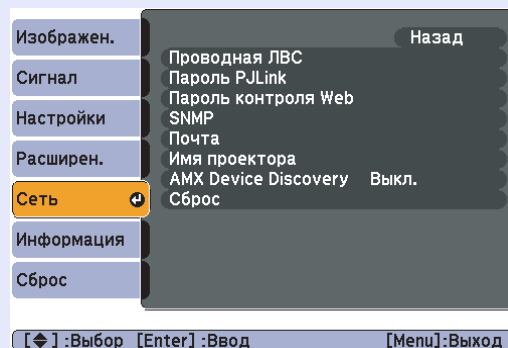 Изображен.
Сигнал
Настройки
Расширен.
Сеть
Информация
Сброс
Назад
Проводная ЛВС
Пароль PJLink
Пароль контроля Web
SNMP
Почта
Имя проектора
AMX Device Discovery Выкл.
Сброс
[◆] :Выбор [Enter] :Ввод [Menu]:Выход